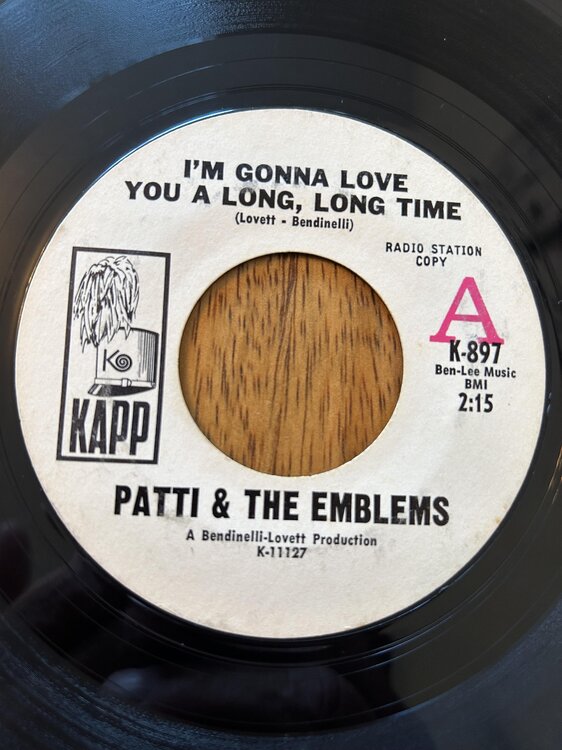 I'M GONNA LOVE
YOU A LONG, LONG TIME
(Lovett - Bendinelli)
RADIO STATION
COPY
A
K-897
Ben-Lee Music
BMI
2:15
K
KAPP
PATTI & THE EMBLEMS
A Bendinelli-Lovett Production
K-11127